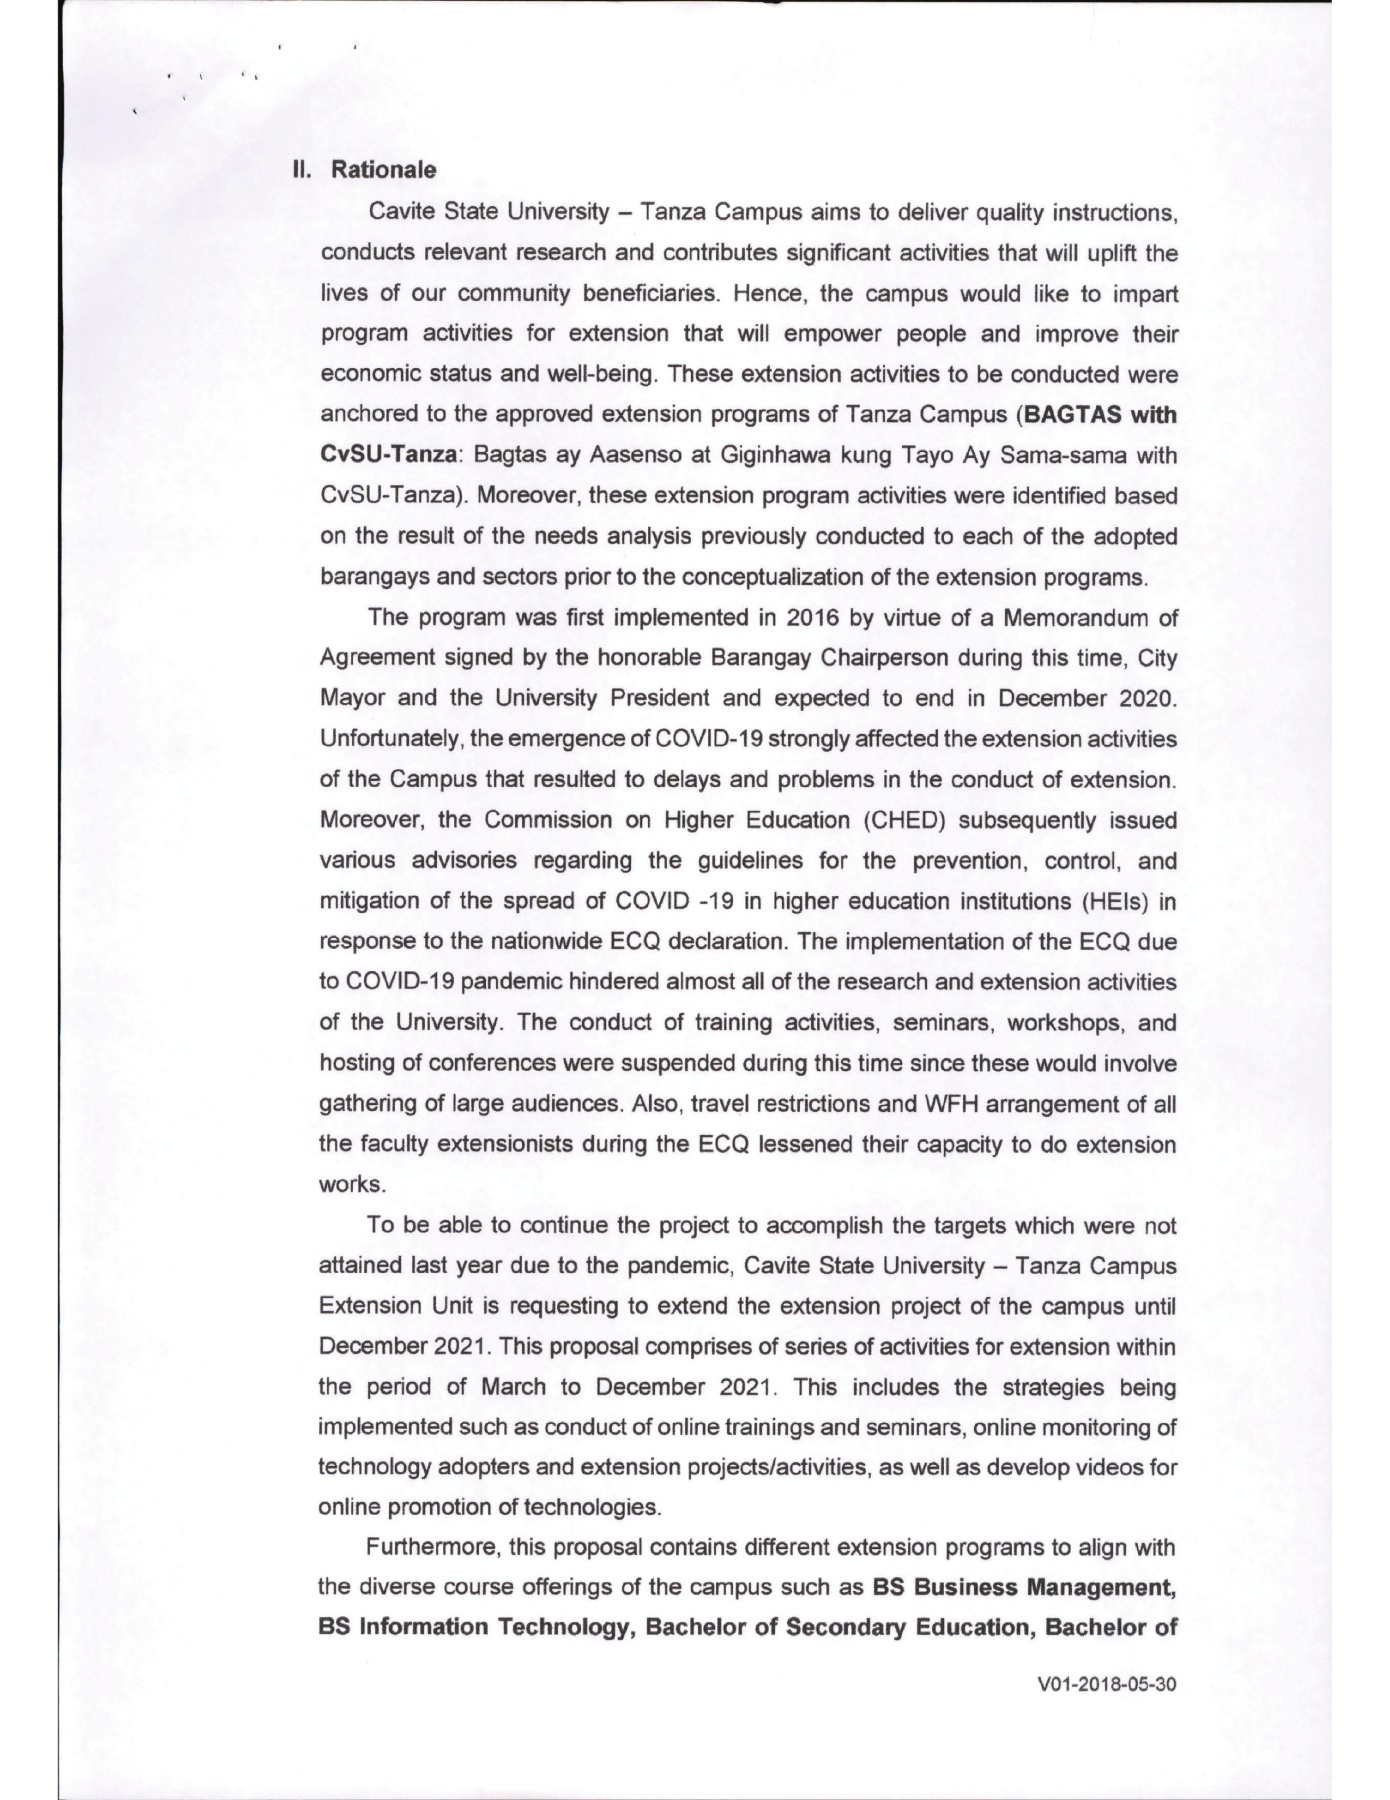 II. Rationale
Cavite State University – Tanza Campus aims to deliver quality instructions,
conducts relevant research and contributes significant activities that will uplift the
lives of our community beneficiaries. Hence, the campus would like to impart
program activities for extension that will empower people and improve their
economic status and well-being. These extension activities to be conducted were
anchored to the approved extension programs of Tanza Campus (BAGTAS with
CvSU-Tanza: Bagtas ay Aasenso at Giginhawa kung Tayo Ay Sama-sama with
CvSU-Tanza). Moreover, these extension program activities were identified based
on the result of the needs analysis previously conducted to each of the adopted
barangays and sectors prior to the conceptualization of the extension programs.
The program was first implemented in 2016 by virtue of a Memorandum of
Agreement signed by the honorable Barangay Chairperson during this time, City
Mayor and the University President and expected to end in December 2020.
Unfortunately, the emergence of COVID-19 strongly affected the extension activities
of the Campus that resulted to delays and problems in the conduct of extension.
Moreover, the Commission on Higher Education (CHED) subsequently issued
various advisories regarding the guidelines for the prevention, control, and
mitigation of the spread of COVID -19 in higher education institutions (HEIs) in
response to the nationwide ECQ declaration. The implementation of the ECQ due
to COVID-19 pandemic hindered almost all of the research and extension activities
of the University. The conduct of training activities, seminars, workshops, and
hosting of conferences were suspended during this time since these would involve
gathering of large audiences. Also, travel restrictions and WFH arrangement of all
the faculty extensionists during the ECQ lessened their capacity to do extension
works.
To be able to continue the project to accomplish the targets which were not
attained last year due to the pandemic, Cavite State University – Tanza Campus
Extension Unit is requesting to extend the extension project of the campus until
December 2021. This proposal comprises of series of activities for extension within
the period of March to December 2021. This includes the strategies being
implemented such as conduct of online trainings and seminars, online monitoring of
technology adopters and extension projects/activities, as well as develop videos for
online promotion of technologies.
Furthermore, this proposal contains different extension programs to align with
the diverse course offerings of the campus such as BS Business Management,
BS Information Technology, Bachelor of Secondary Education, Bachelor of
V01-2018-05-30